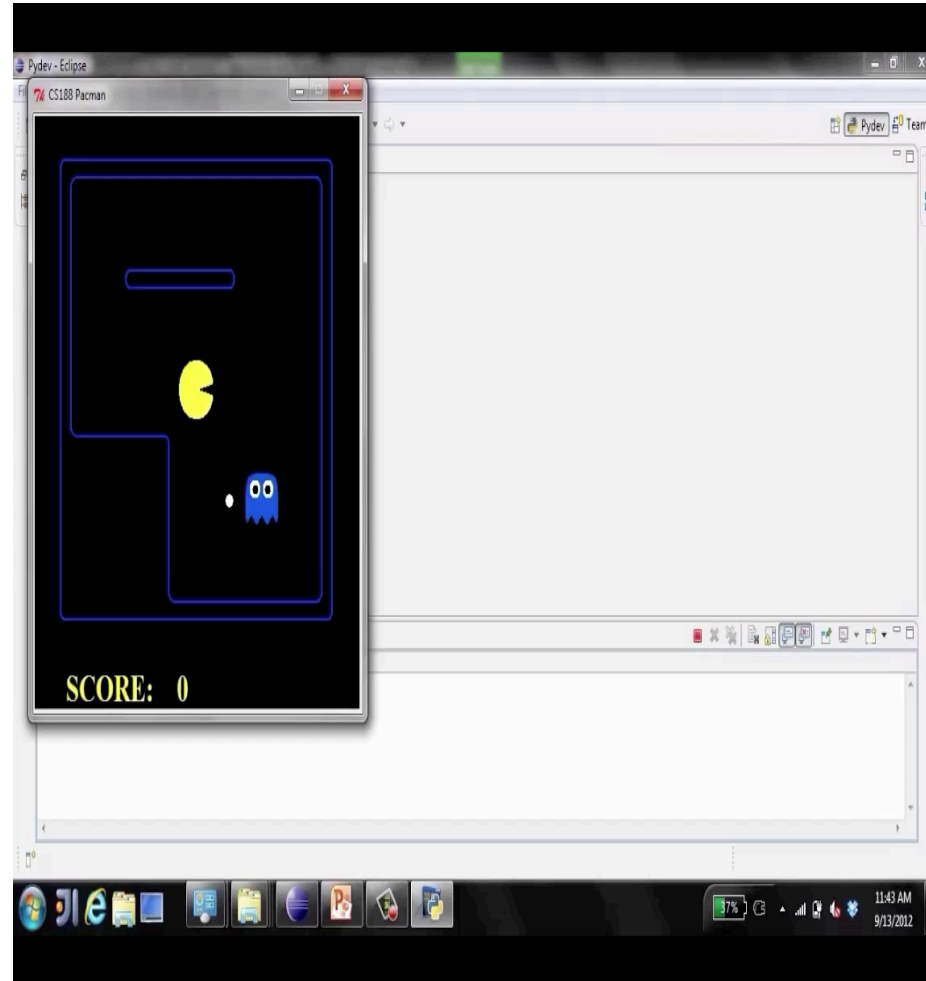 Pydev - Eclipse
CS188 Pacman
Pydev
Team
SCORE: 0
37%
11:43 AM
9/13/2012